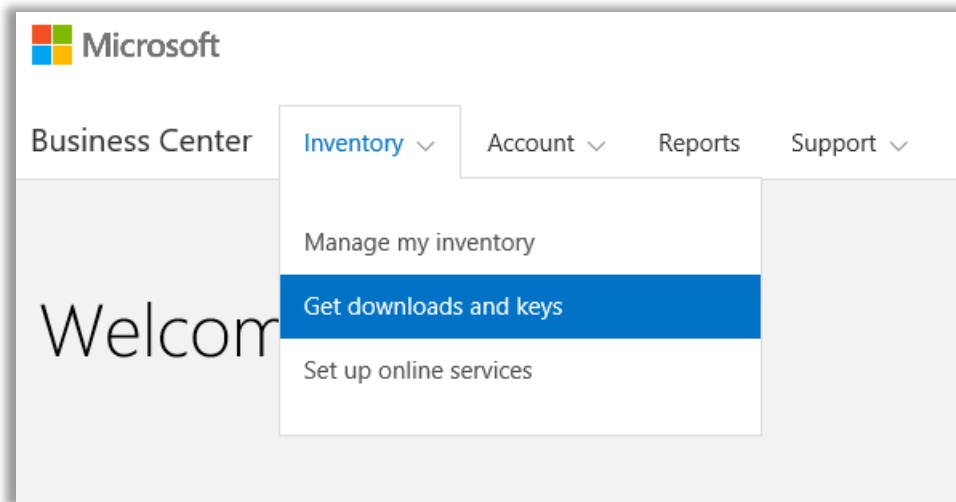 Microsoft
Business Center Inventory Account Reports Support
Manage my inventory
Get downloads and keys
Welcom
Set up online services